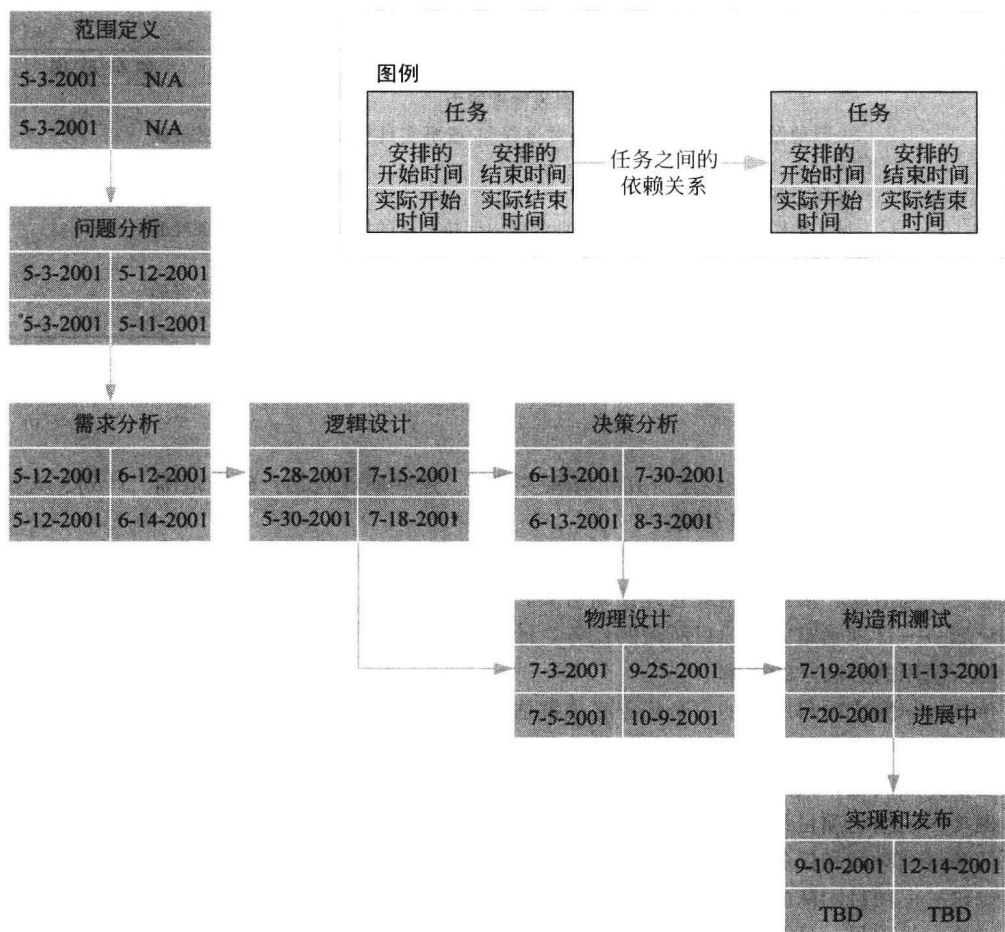 范围定义
5-3-2001 N/A
5-3-2001 N/A
图例
任务
安排的
开始时间
安排的
结束时间
实际开始
时间
实际结束
时间
任务之间的
依赖关系
任务
安排的
开始时间
安排的
结束时间
实际开始
时间
实际结束
时间
问题分析
5-3-2001 5-12-2001
5-3-2001 5-11-2001
需求分析
5-12-2001 6-12-2001
5-12-2001 6-14-2001
逻辑设计
5-28-2001 7-15-2001
5-30-2001 7-18-2001
决策分析
6-13-2001 7-30-2001
6-13-2001 8-3-2001
物理设计
7-3-2001 9-25-2001
7-5-2001 10-9-2001
构造和测试
7-19-2001 11-13-2001
7-20-2001 进展中
实现和发布
9-10-2001 12-14-2001
TBD TBD